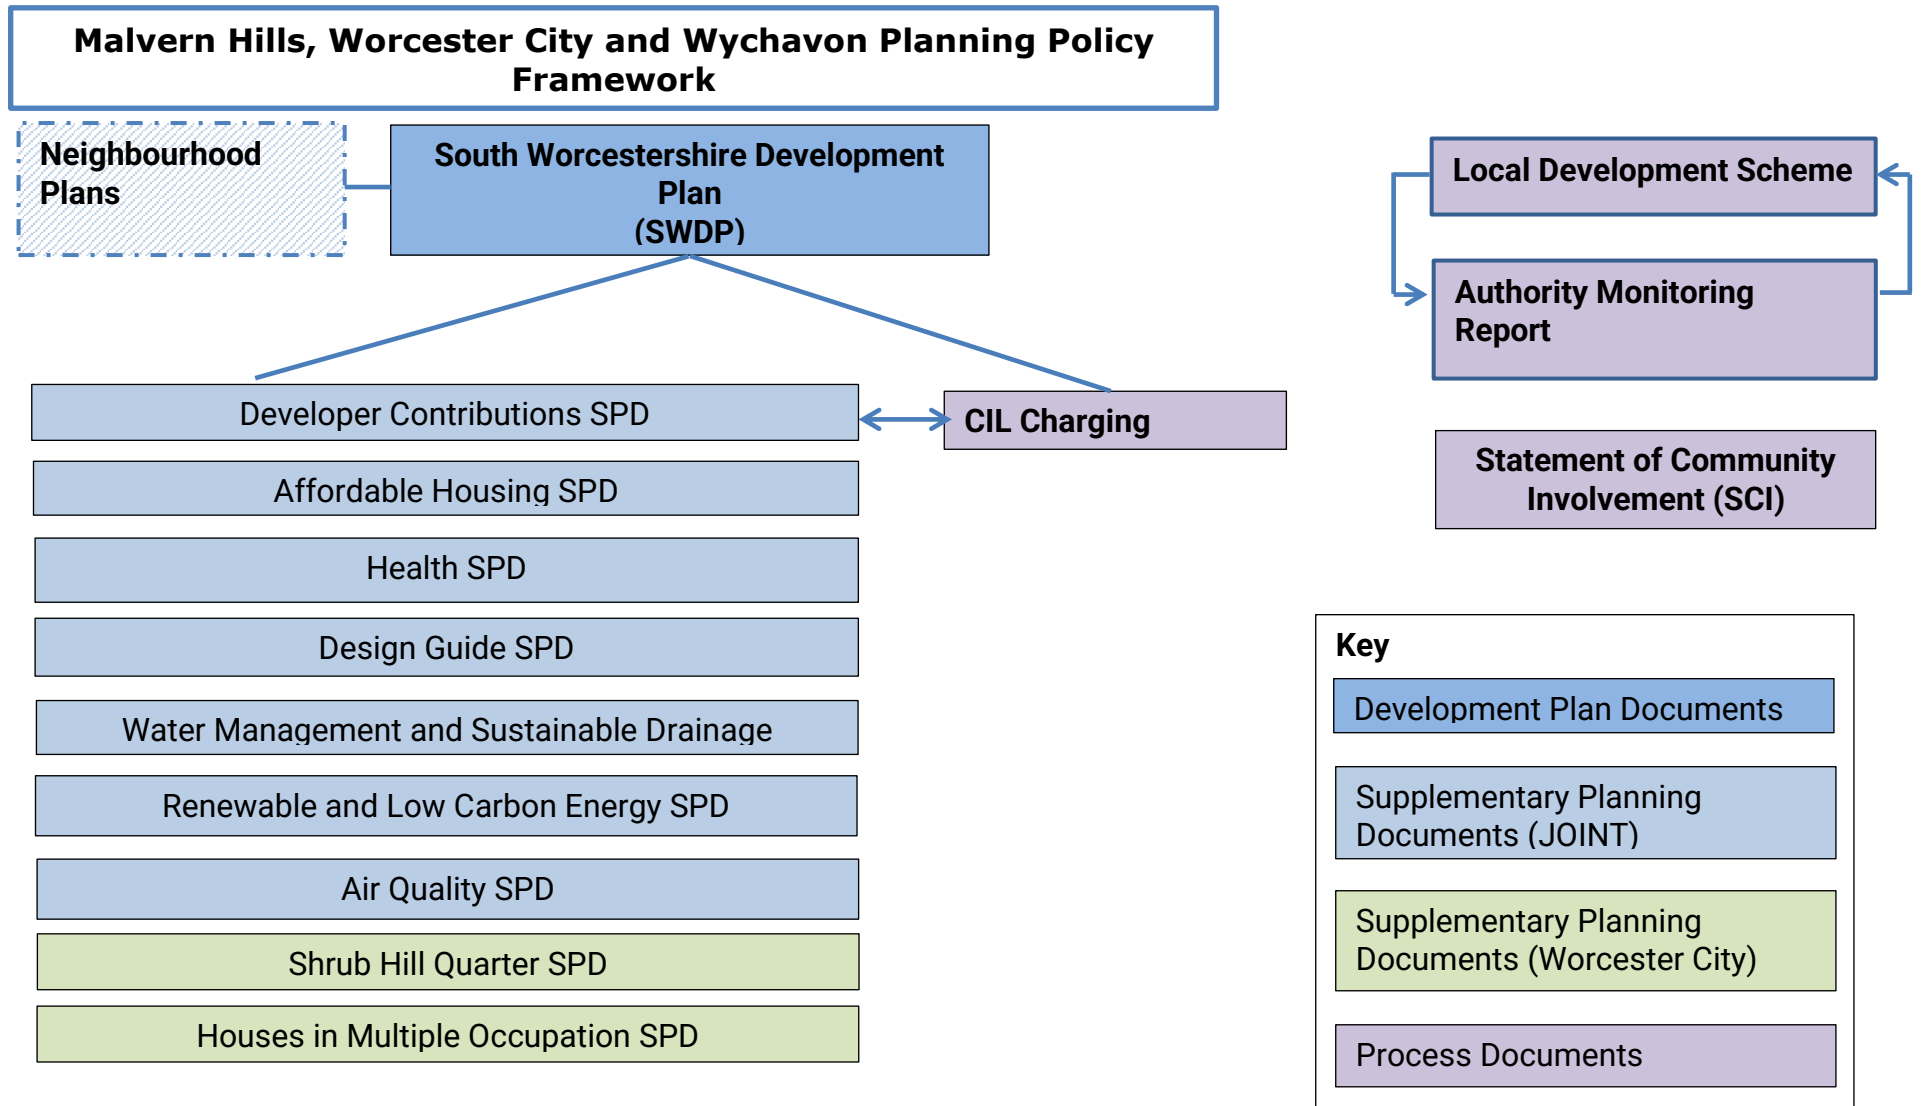 Malvern Hills, Worcester City and Wychavon Planning Policy
Framework
Neighbourhood
Plans
South Worcestershire Development
Plan
(SWDP)
Local Development Scheme
Authority Monitoring
Report
Developer Contributions SPD
CIL Charging
Statement of Community
Involvement (SCI)
Affordable Housing SPD
Health SPD
Design Guide SPD
Water Management and Sustainable Drainage
Renewable and Low Carbon Energy SPD
Air Quality SPD
Shrub Hill Quarter SPD
Houses in Multiple Occupation SPD
Key
Development Plan Documents
Supplementary Planning
Documents (JOINT)
Supplementary Planning
Documents (Worcester City)
Process Documents